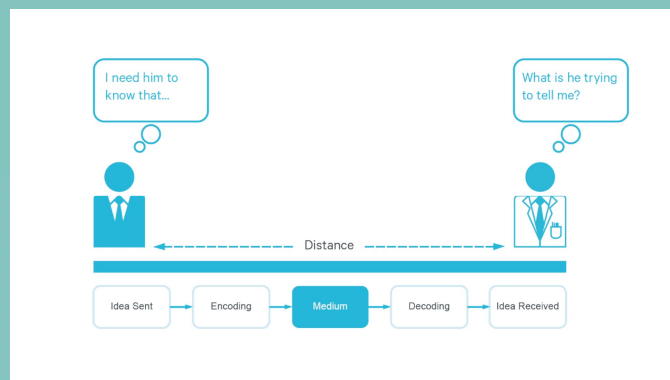 I need him to
know that...
What is he trying
to tell me?
Distance
Idea Sent
Encoding
Medium
Decoding
Idea Received